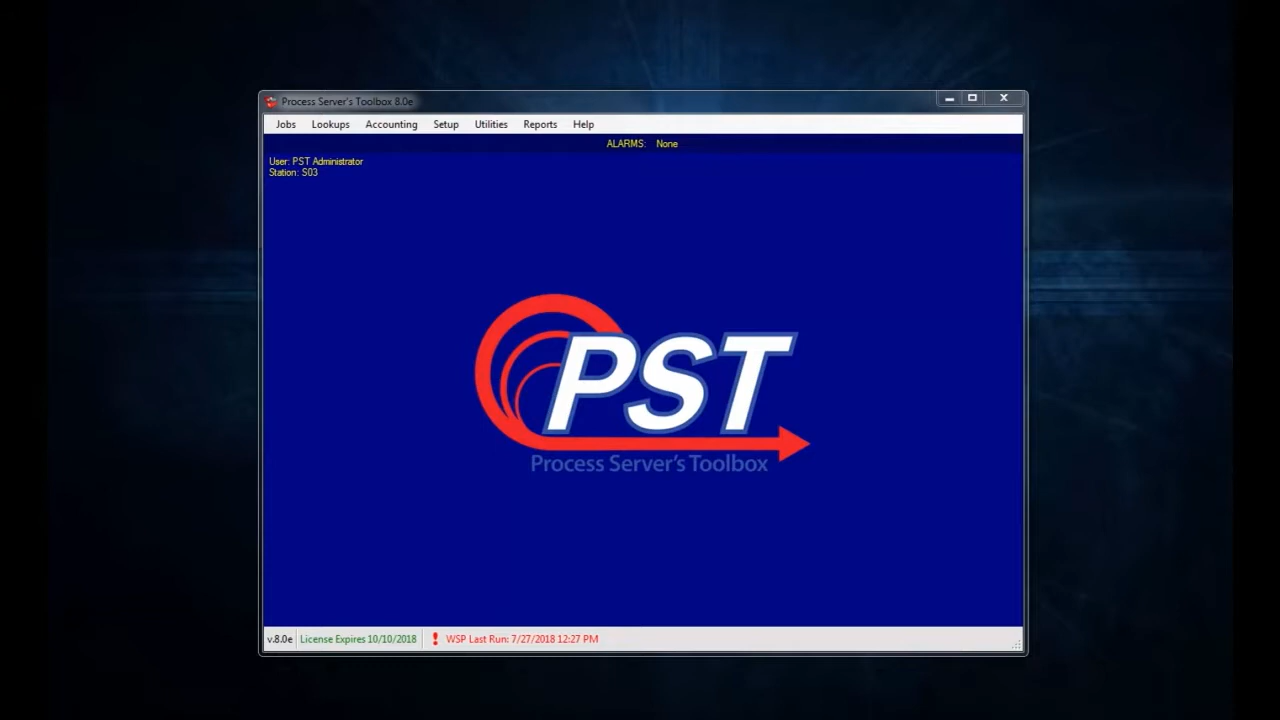 Process Server's Toolbox 8.0e
Jobs Lookups Accounting Setup Utilities Reports Help
ALARMS: None
User: PST Administrator
Station: S03
PST
Process Server's Toolbox
v.8.0e License Expires 10/10/2018 WSP Last Run: 7/27/2018 12:27 PM